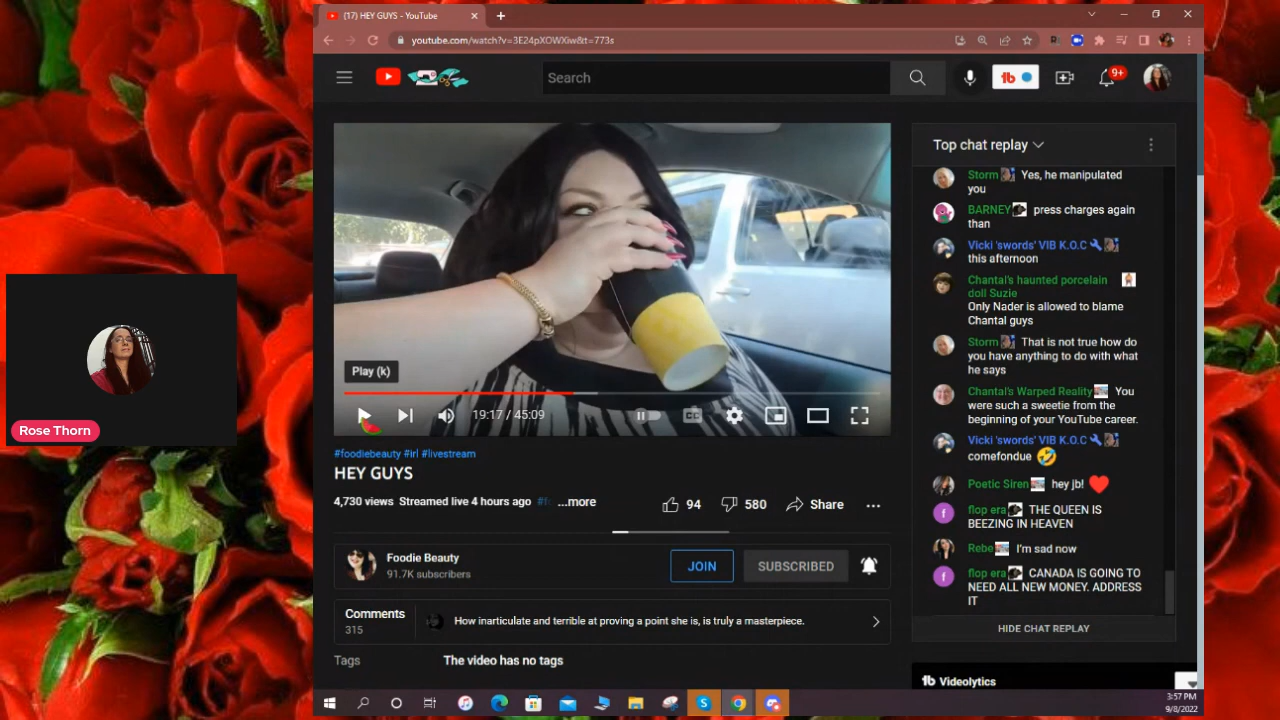 (17) HEY GUYS - YouTube
youtube.com/watch?v=3E24pXOWXiw&t=773s
Search
9+
Top chat replay
Storm Yes, he manipulated
you
BARNEY press charges again
than
Vicki 'swords' VIB K.O.C
this afternoon
Chantal's haunted porcelain
doll Suzie
Only Nader is allowed to blame
Chantal guys
Storm That is not true how do
you have anything to do with what
he says
Chantal's Warped Reality You
were such a sweetie from the
beginning of your YouTube career.
Vicki 'swords' VIB K.O.C
comefondue
Poetic Siren hey jb!
f flop era THE QUEEN IS
BEEZING IN HEAVEN
Rebe I'm sad now
f flop era CANADA IS GOING TO
NEED ALL NEW MONEY. ADDRESS
IT
HIDE CHAT REPLAY
Play (k)
19:17 / 45:09
Rose Thorn
#foodiebeauty #irl #livestream
HEY GUYS
4,730 views Streamed live 4 hours ago ...more
94 580 Share
Foodie Beauty
91.7K subscribers
JOIN SUBSCRIBED
Comments
315
How inarticulate and terrible at proving a point she is, is truly a masterpiece.
Tags The video has no tags
tb Videolytics
3:57 PM
9/8/2022